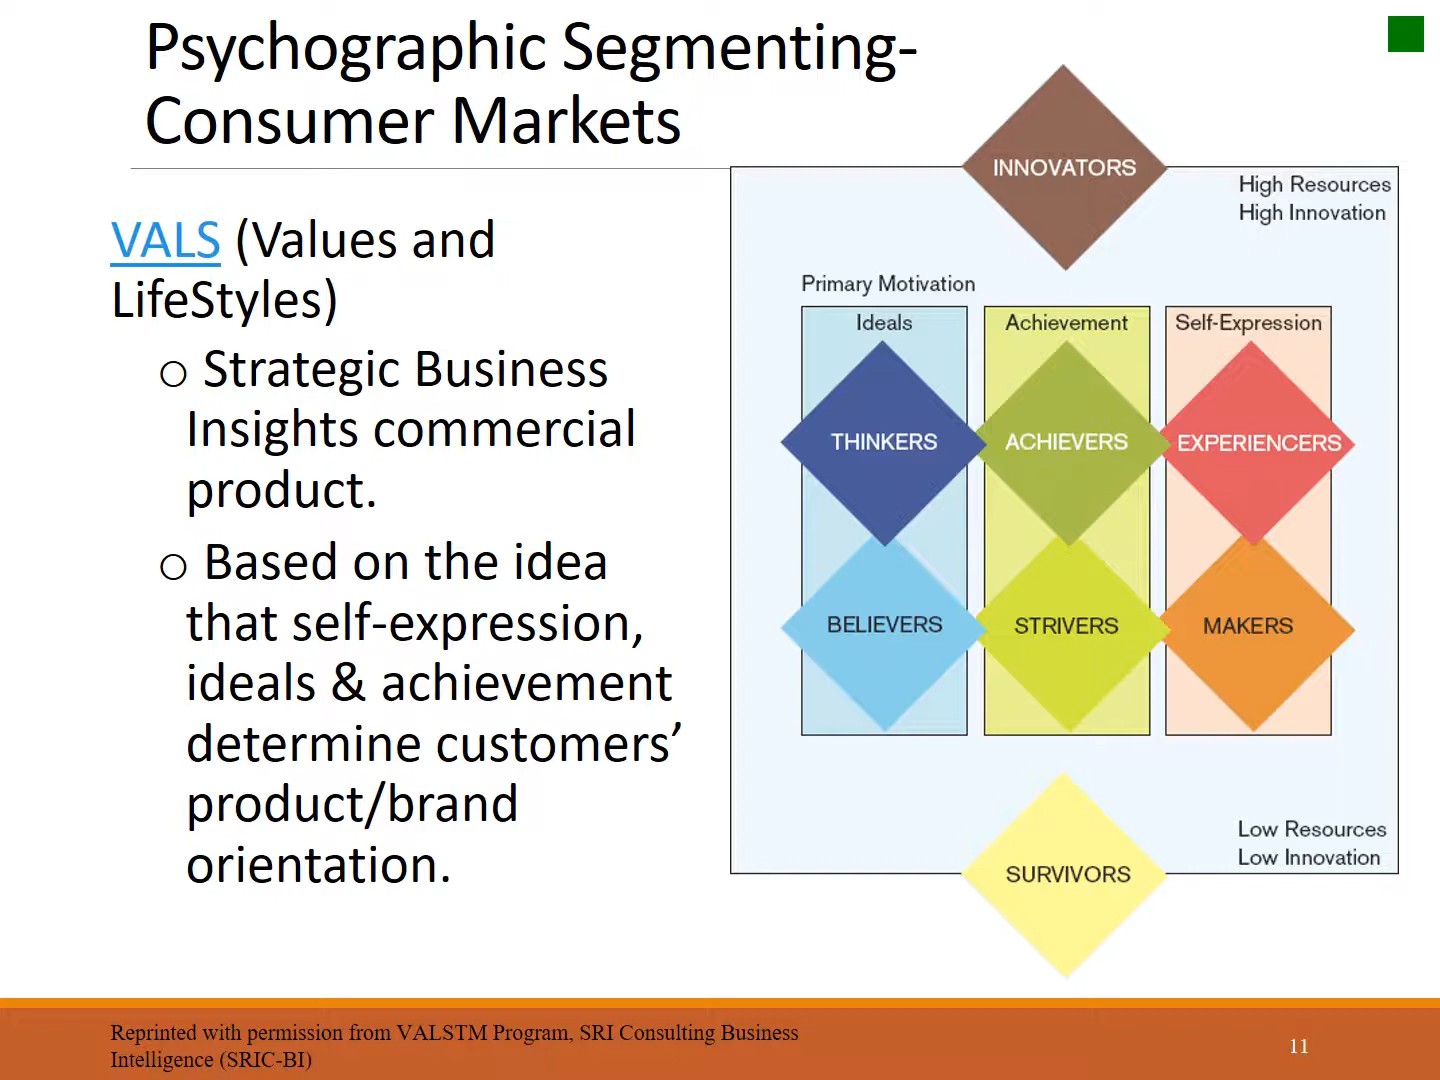 Psychographic Segmenting-
Consumer Markets
VALS (Values and
LifeStyles)
o Strategic Business
Insights commercial
product.
o Based on the idea
that self-expression,
ideals & achievement
determine customers’
product/brand
orientation.
INNOVATORS
High Resources
High Innovation
Primary Motivation
Ideals
Achievement
Self-Expression
THINKERS
ACHIEVERS
EXPERIENCERS
BELIEVERS
STRIVERS
MAKERS
Low Resources
Low Innovation
SURVIVORS
Reprinted with permission from VALSTM Program, SRI Consulting Business
Intelligence (SRIC-BI)
11